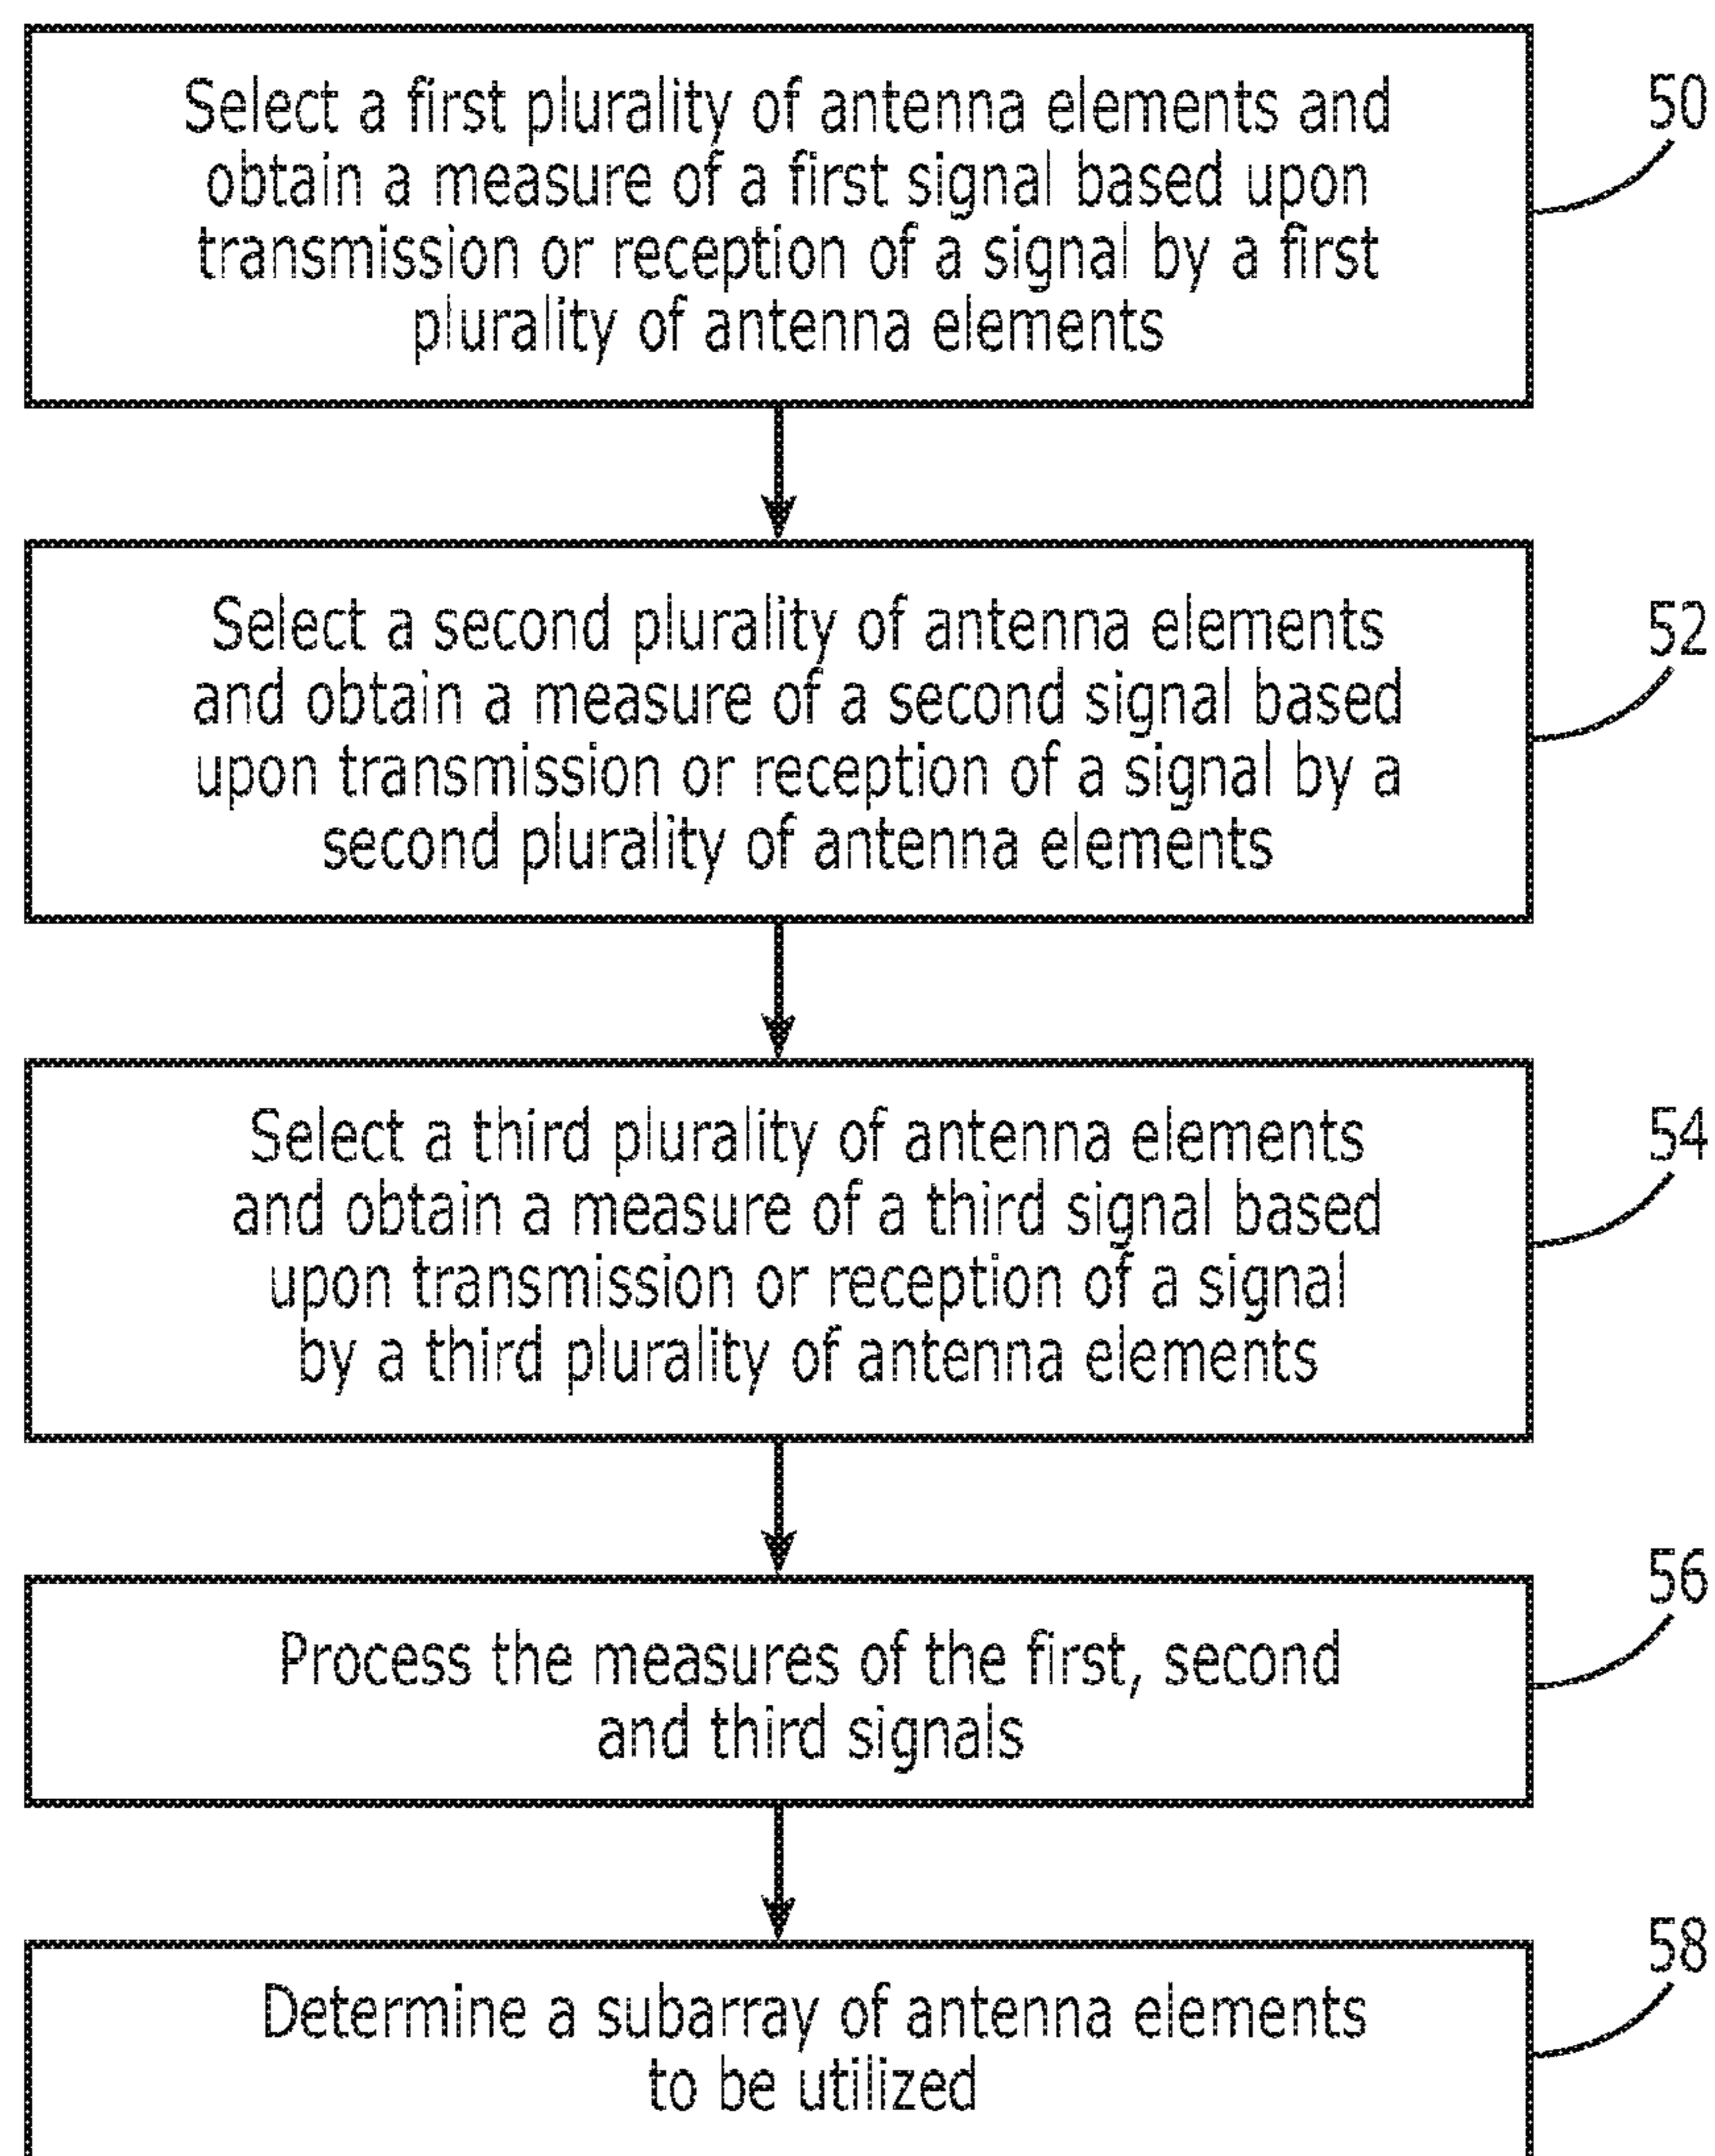 Select a first plurality of antenna elements and
obtain a measure of a first signal based upon
transmission or reception of a signal by a first
plurality of antenna elements
50
Select a second plurality of antenna elements
and obtain a measure of a second signal based
upon transmission or reception of a signal by a
second plurality of antenna elements
52
Select a third plurality of antenna elements
and obtain a measure of a third signal based
upon transmission or reception of a signal
by a third plurality of antenna elements
54
Process the measures of the first, second
and third signals
56
Determine a subarray of antenna elements
to be utilized
58